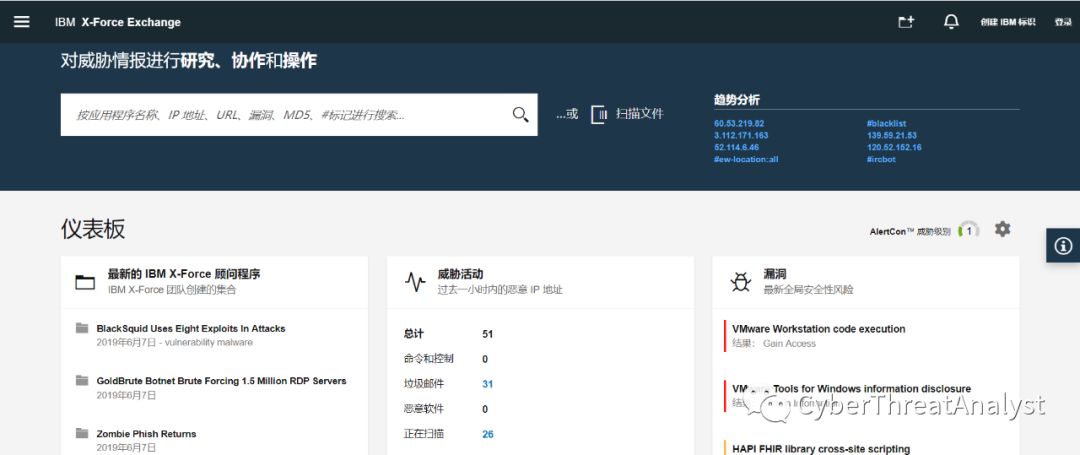 IBM X-Force Exchange
创建 IBM 标识
登录
对威胁情报进行研究、协作和操作
按应用程序名称、IP 地址、URL、漏洞、MD5、#标记进行搜索...
...或
扫描文件
趋势分析
60.53.219.82
#blacklist
3.112.171.163
139.59.21.53
52.114.6.46
120.52.152.16
#ew-location:all
#ircbot
仪表板
AlertCon™ 威胁级别
1
最新的 IBM X-Force 顾问程序
IBM X-Force 团队创建的集合
BlackSquid Uses Eight Exploits In Attacks
2019年6月7日 - vulnerability malware
GoldBrute Botnet Brute Forcing 1.5 Million RDP Servers
2019年6月7日
Zombie Phish Returns
2019年6月7日
威胁活动
过去一小时内的恶意 IP 地址
总计 51
命令和控制 0
垃圾邮件 31
恶意软件 0
正在扫描 26
漏洞
最新全局安全性风险
VMware Workstation code execution
结果： Gain Access
Tools for Windows information disclosure
HAPI FHIR library cross-site scripting
CyberThreatAnalyst